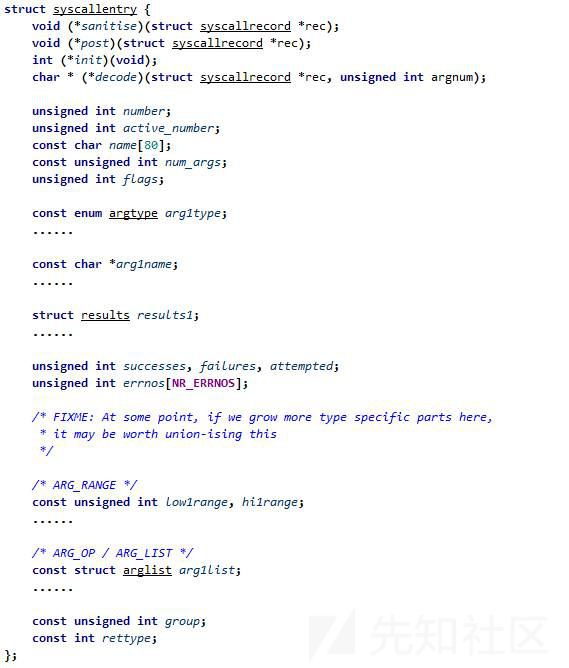 struct syscallentry {
void (*sanitise)(struct syscallrecord *rec);
void (*post)(struct syscallrecord *rec);
int (*init)(void);
char * (*decode)(struct syscallrecord *rec, unsigned int argnum);
unsigned int number;
unsigned int active_number;
const char name[80];
const unsigned int num_args;
unsigned int flags;
const enum argtype arg1type;
......
const char *arg1name;
......
struct results results1;
......
unsigned int successes, failures, attempted;
unsigned int errnos[NR_ERRNOS];
/* FIXME: At some point, if we grow more type specific parts here,
* it may be worth union-ising this
*/
/* ARG_RANGE */
const unsigned int low1range, hi1range;
......
/* ARG_OP / ARG_LIST */
const struct arglist arg1list;
......
const unsigned int group;
const int rettype;
};
先知社区